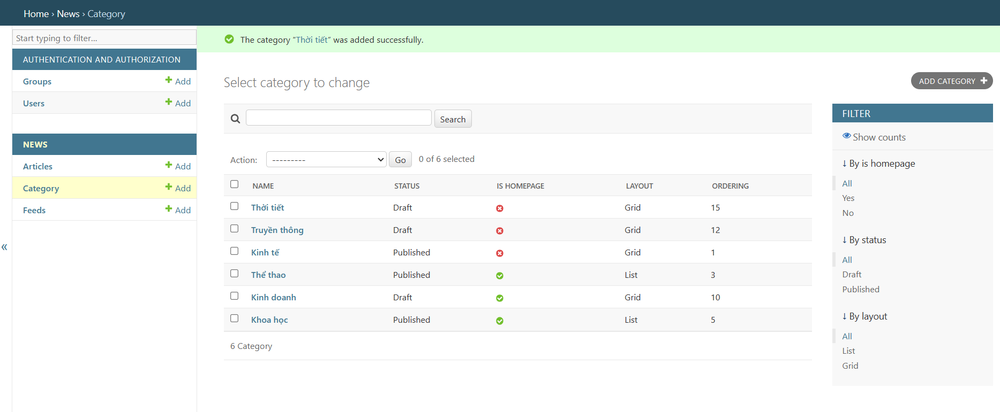 Home › News › Category
Start typing to filter...
AUTHENTICATION AND AUTHORIZATION
Groups Add
Users Add
NEWS
Articles Add
Category Add
Feeds Add
«
The category “Thời tiết” was added successfully.
Select category to change
ADD CATEGORY
Search
Action: --------- Go 0 of 6 selected
NAME STATUS IS HOMEPAGE LAYOUT ORDERING
Thời tiết Draft Grid 15
Truyền thông Draft Grid 12
Kinh tế Published Grid 1
Thể thao Published List 3
Kinh doanh Draft Grid 10
Khoa học Published List 5
6 Category
FILTER
Show counts
↓ By is homepage
All
Yes
No
↓ By status
All
Draft
Published
↓ By layout
All
List
Grid